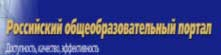 Российский общеобразовательный портал
Доступность, качество, эффективность